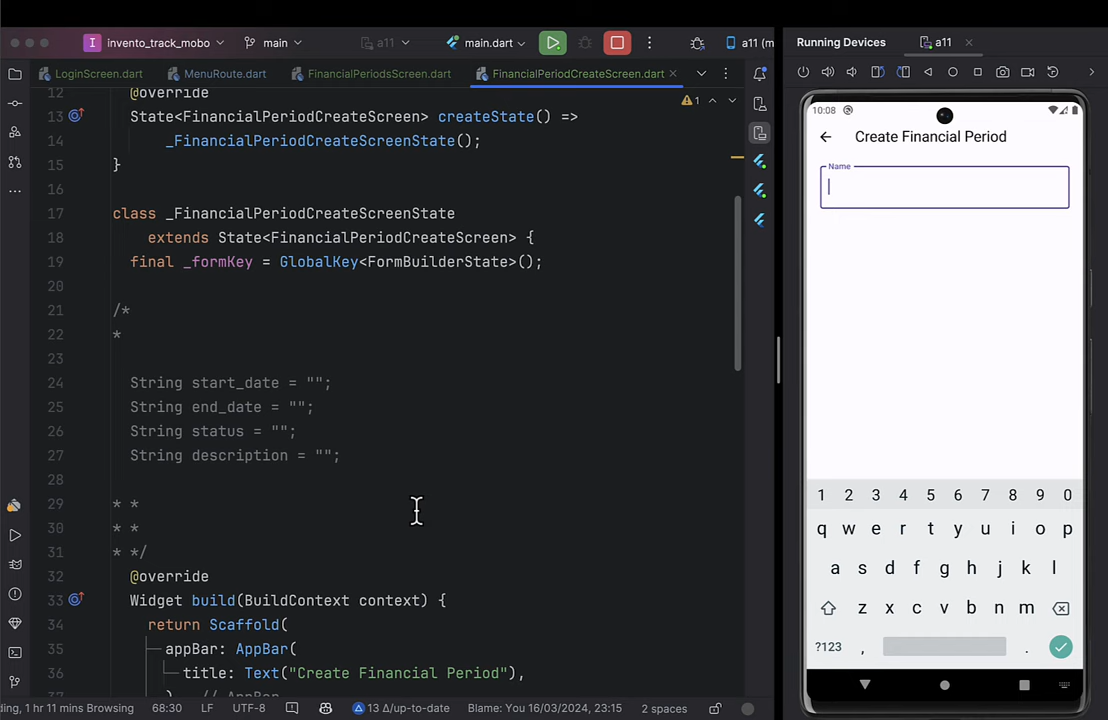 invento_track_mobo
main
a11
main.dart
a11 (m
Running Devices
a11
LoginScreen.dart
MenuRoute.dart
FinancialPeriodsScreen.dart
FinancialPeriodCreateScreen.dart
12 @override
13 State<FinancialPeriodCreateScreen> createState() =>
14 _FinancialPeriodCreateScreenState();
15 }
16
17 class _FinancialPeriodCreateScreenState
18 extends State<FinancialPeriodCreateScreen> {
19 final _formKey = GlobalKey<FormBuilderState>();
20
21 /*
22 *
23
24 String start_date = "";
25 String end_date = "";
26 String status = "";
27 String description = "";
28
29 * *
30 * *
31 * */
32 @override
33 Widget build(BuildContext context) {
34 return Scaffold(
35 appBar: AppBar(
36 title: Text("Create Financial Period"),
37 ) // AppBar
1
10:08
Create Financial Period
Name
1 2 3 4 5 6 7 8 9 0
q w e r t y u i o p
a s d f g h j k l
z x c v b n m
?123 , .
ding, 1 hr 11 mins Browsing
68:30
LF
UTF-8
13 Δ/up-to-date
Blame: You 16/03/2024, 23:15
2 spaces